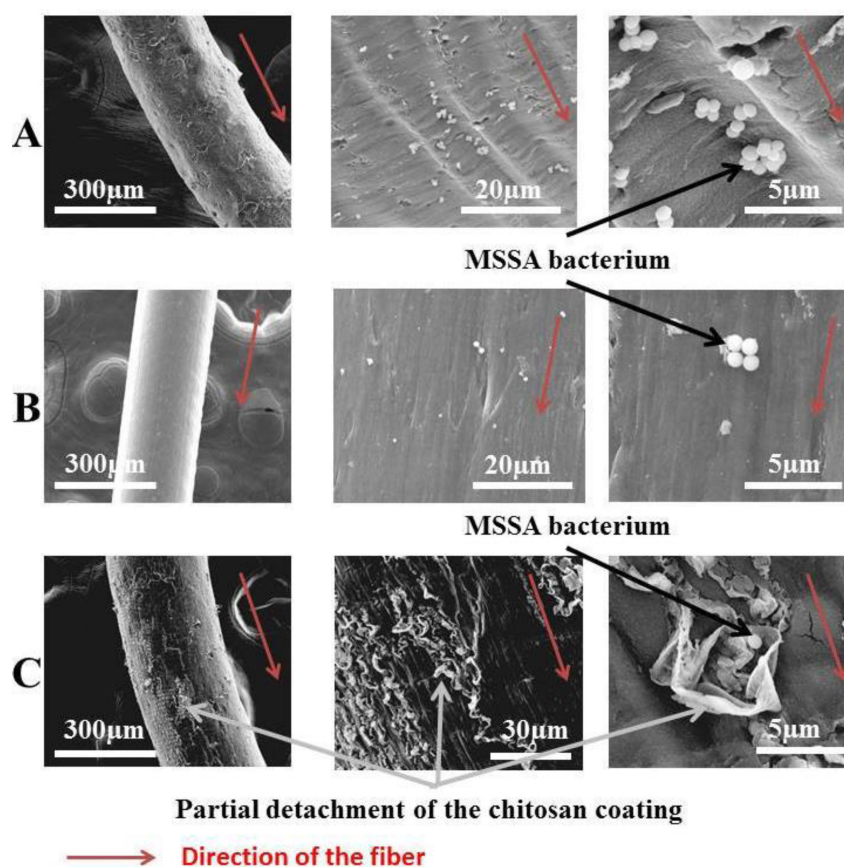 A
300µm
20µm
5µm
MSSA bacterium
B
300µm
20µm
5µm
MSSA bacterium
C
300µm
30µm
5µm
Partial detachment of the chitosan coating
Direction of the fiber